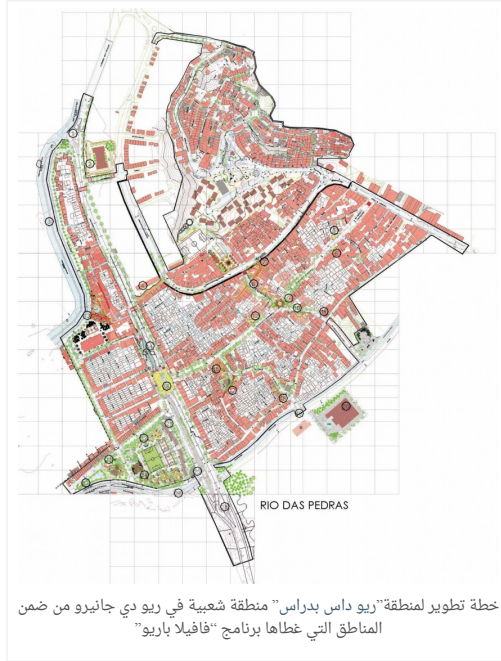 RIO DAS PEDRAS
خطة تطوير لمنطقة”ريو داس بدراس” منطقة شعبية في ريو دي جانيرو من ضمن
المناطق التي غطاها برنامج “فافيلا باريو”